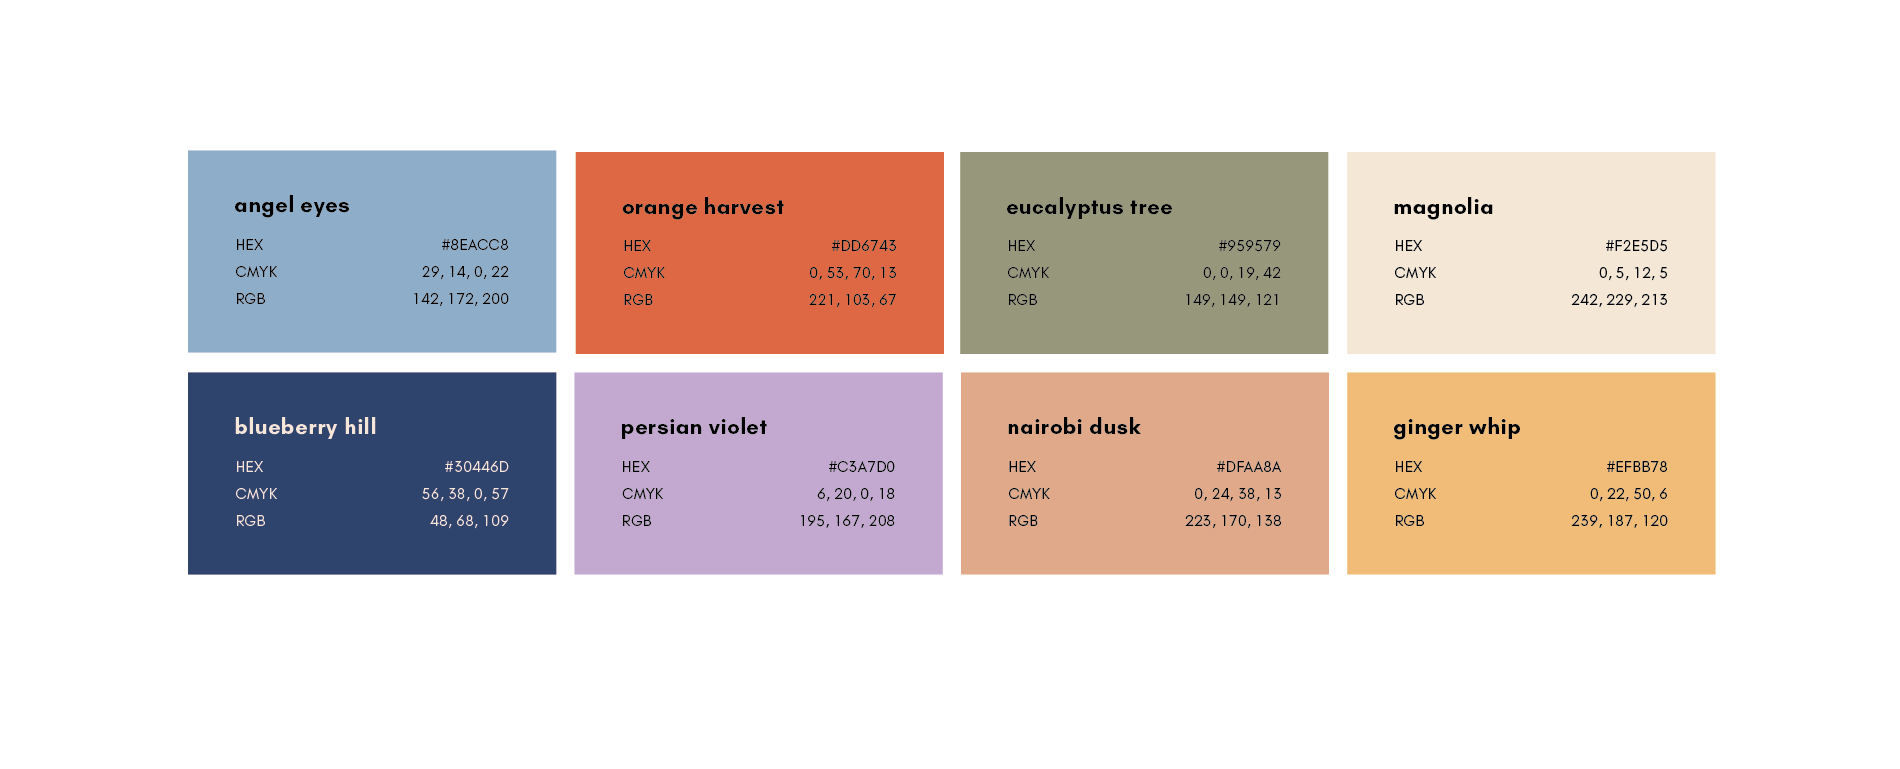 angel eyes
HEX #8EACC8
CMYK 29, 14, 0, 22
RGB 142, 172, 200
orange harvest
HEX #DD6743
CMYK 0, 53, 70, 13
RGB 221, 103, 67
eucalyptus tree
HEX #959579
CMYK 0, 0, 19, 42
RGB 149, 149, 121
magnolia
HEX #F2E5D5
CMYK 0, 5, 12, 5
RGB 242, 229, 213
blueberry hill
HEX #30446D
CMYK 56, 38, 0, 57
RGB 48, 68, 109
persian violet
HEX #C3A7D0
CMYK 6, 20, 0, 18
RGB 195, 167, 208
nairobi dusk
HEX #DFAA8A
CMYK 0, 24, 38, 13
RGB 223, 170, 138
ginger whip
HEX #EFBB78
CMYK 0, 22, 50, 6
RGB 239, 187, 120